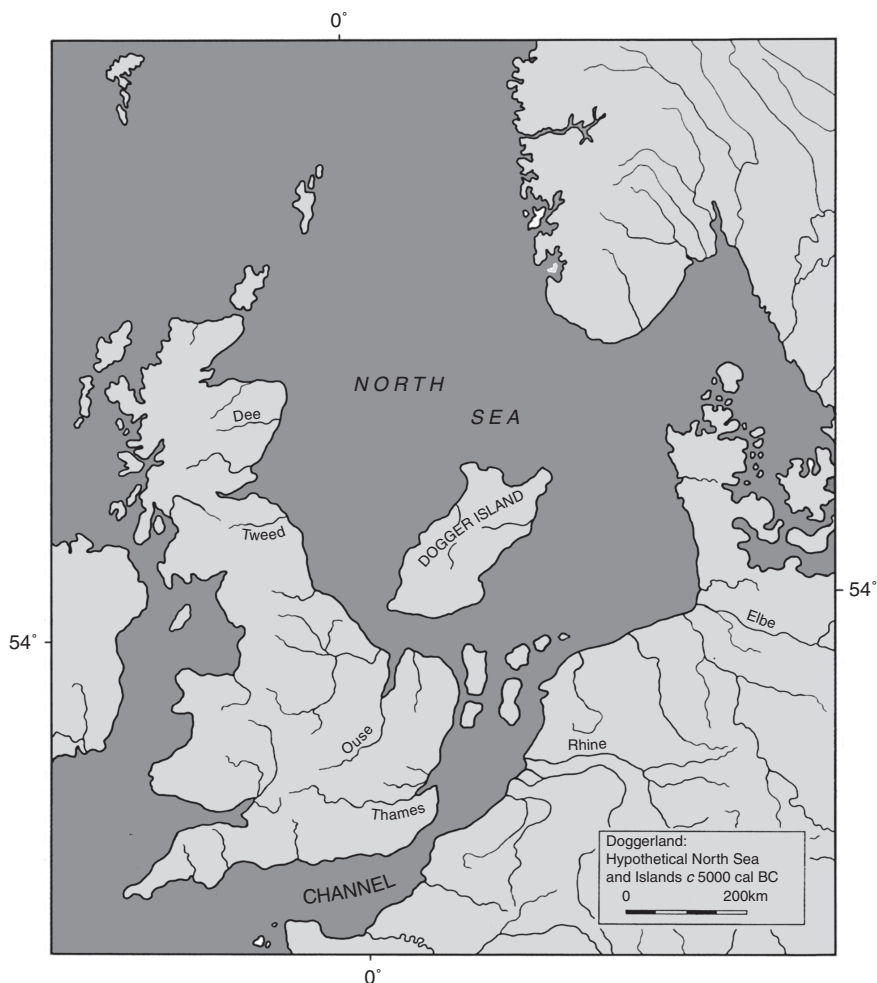 0°
NORTH
SEA
Dee
DOGGER ISLAND
Tweed
54°
Elbe
54°
Ouse
Rhine
Thames
Doggerland:
Hypothetical North Sea
and Islands c 5000 cal BC
0 200km
CHANNEL
0°